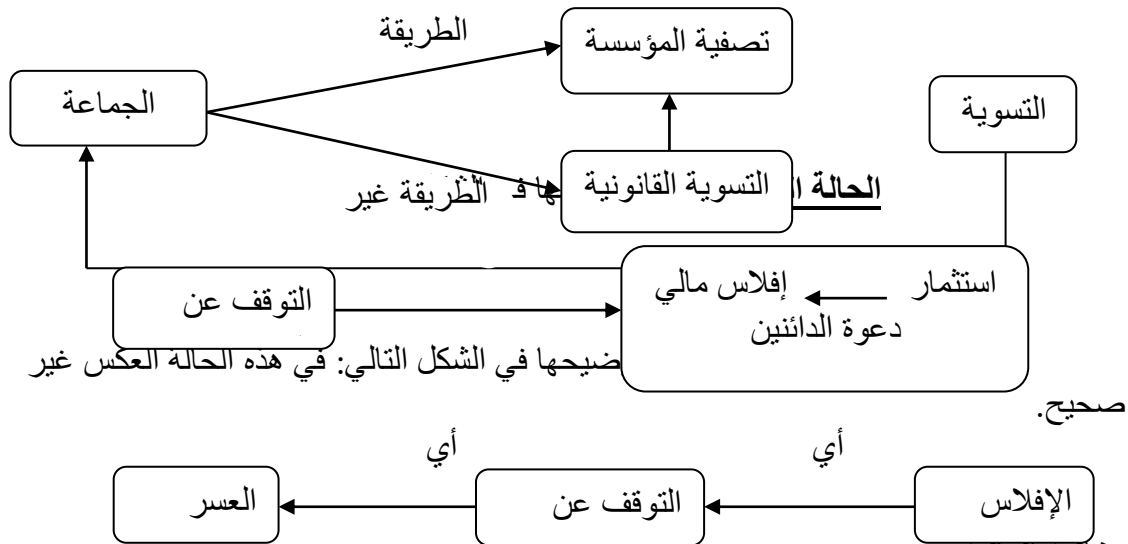 الطريقة
تصفية المؤسسة
الجماعة
التسوية
التسوية القانونية
الحالة
الطريقة غير
استثمار إفلاس مالي
دعوة الدائنين
التوقف عن
ضيحها في الشكل التالي: في هذه الحالة العكس غير
صحيح.
أي أي
الإفلاس التوقف عن العسر